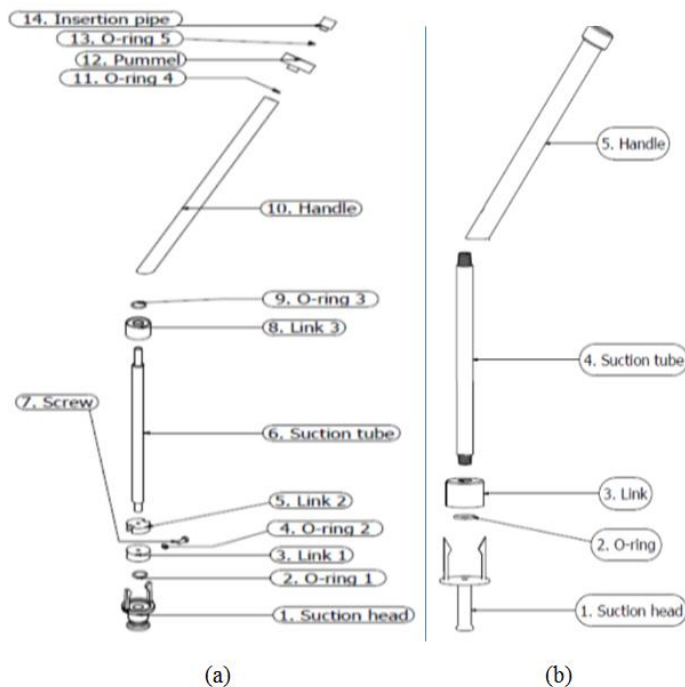 14. Insertion pipe
13. O-ring 5
12. Pummel
11. O-ring 4
10. Handle
9. O-ring 3
8. Link 3
7. Screw
6. Suction tube
5. Link 2
4. O-ring 2
3. Link 1
2. O-ring 1
1. Suction head
(a)
5. Handle
4. Suction tube
3. Link
2. O-ring
1. Suction head
(b)